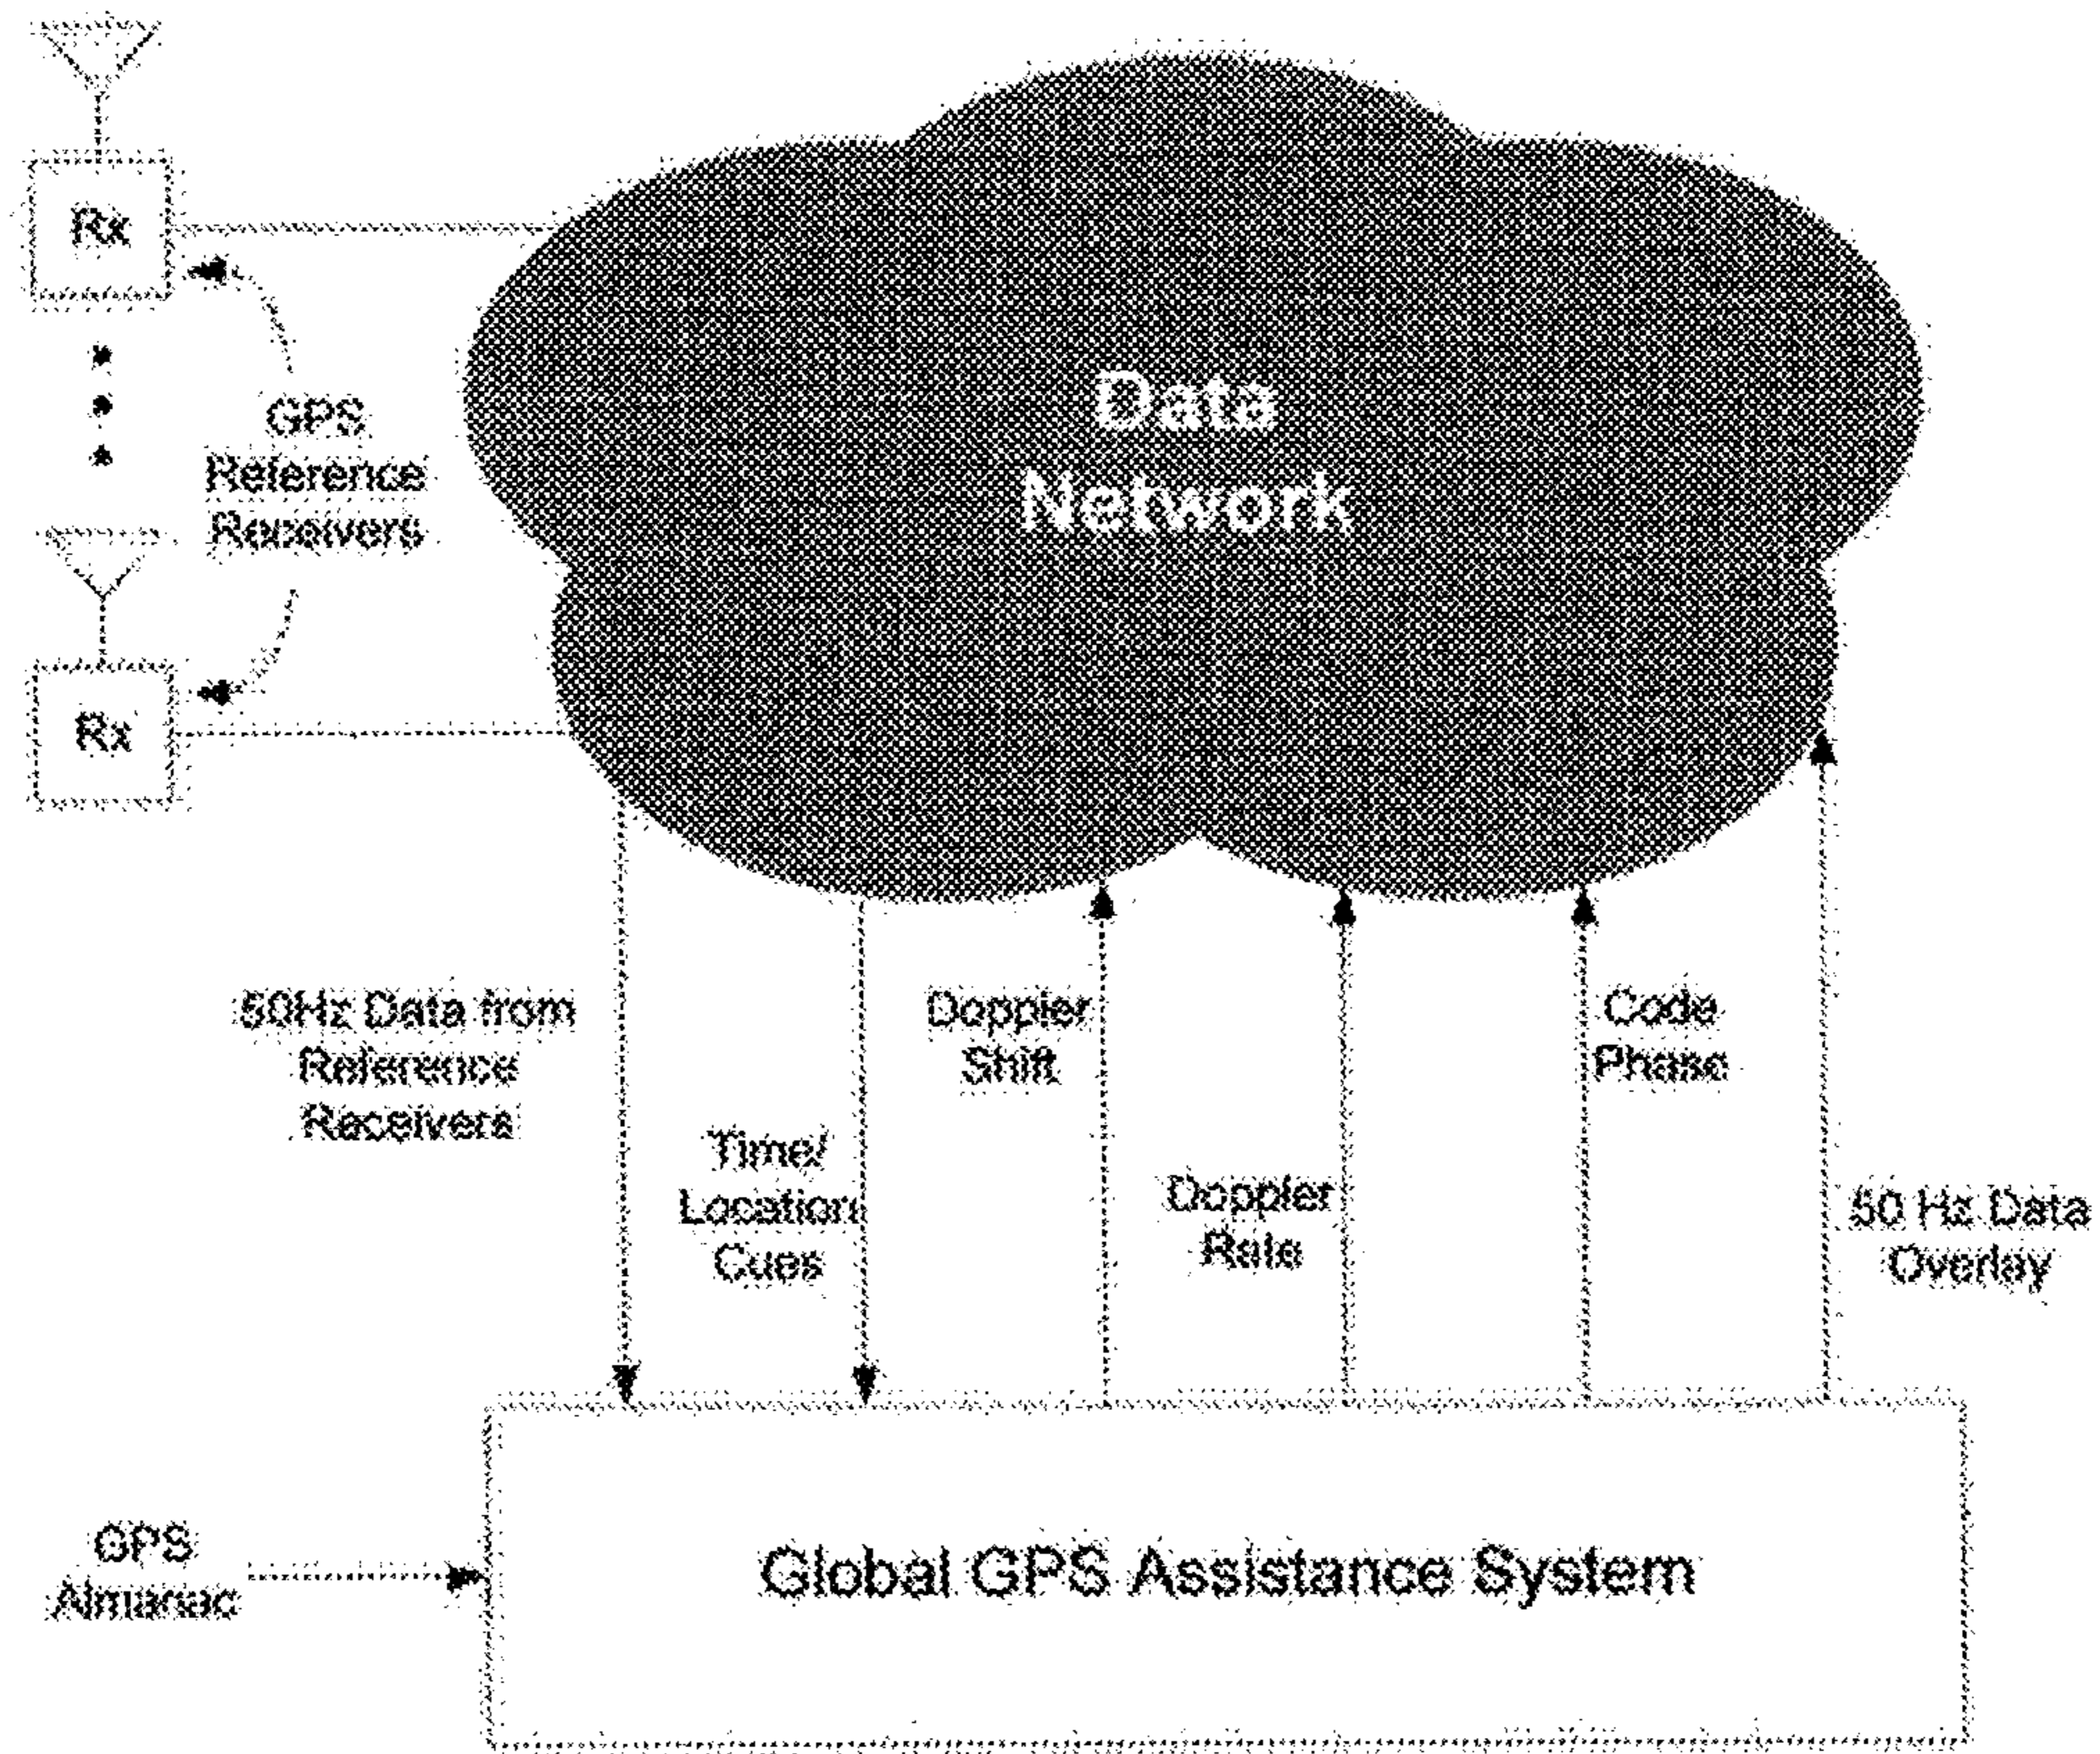 Rx
GPS
Reference
Receivers
Rx
Data
Network
50Hz Data from
Reference
Receivers
Time/
Location
Cues
Doppler
Shift
Doppler
Rate
Code
Phase
50 Hz Data
Overlay
GPS
Almanac
Global GPS Assistance System